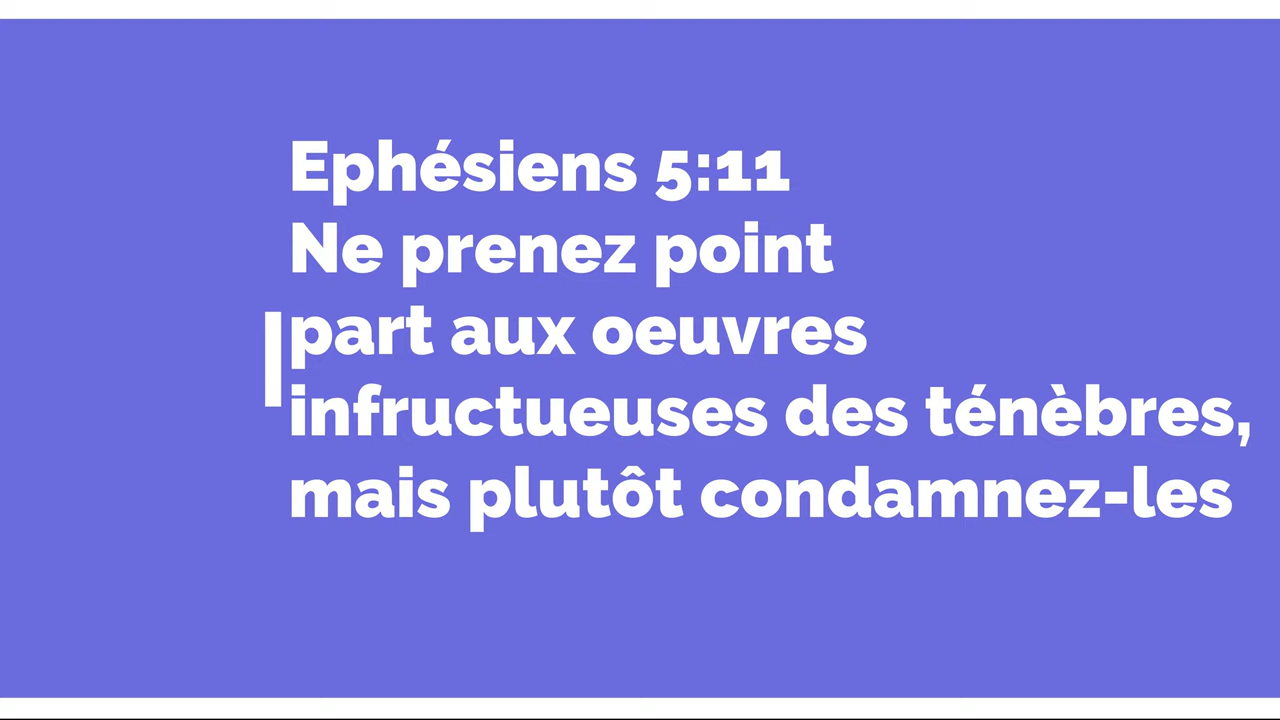 Ephésiens 5:11
Ne prenez point
part aux oeuvres
infructueuses des ténèbres,
mais plutôt condamnez-les